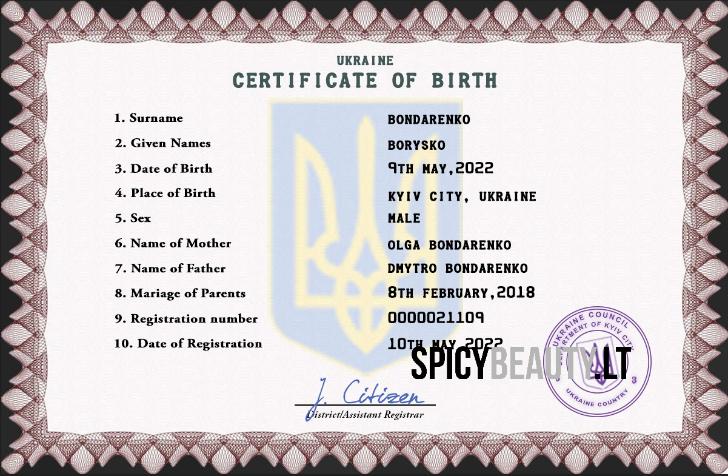 UKRAINE
CERTIFICATE OF BIRTH
1. Surname BONDARENKO
2. Given Names BORYSKO
3. Date of Birth 9TH MAY,2022
4. Place of Birth KYIV CITY, UKRAINE
5. Sex MALE
6. Name of Mother OLGA BONDARENKO
7. Name of Father DMYTRO BONDARENKO
8. Mariage of Parents 8TH FEBRUARY,2018
9. Registration number 0000021109
10. Date of Registration 10TH MAY 2022
SPICYBEAUTY.LT
UKRAINE COUNCIL
OF KYIV CITY
UKRAINE COUNTRY
3
J. Citizen
District/Assistant Registrar